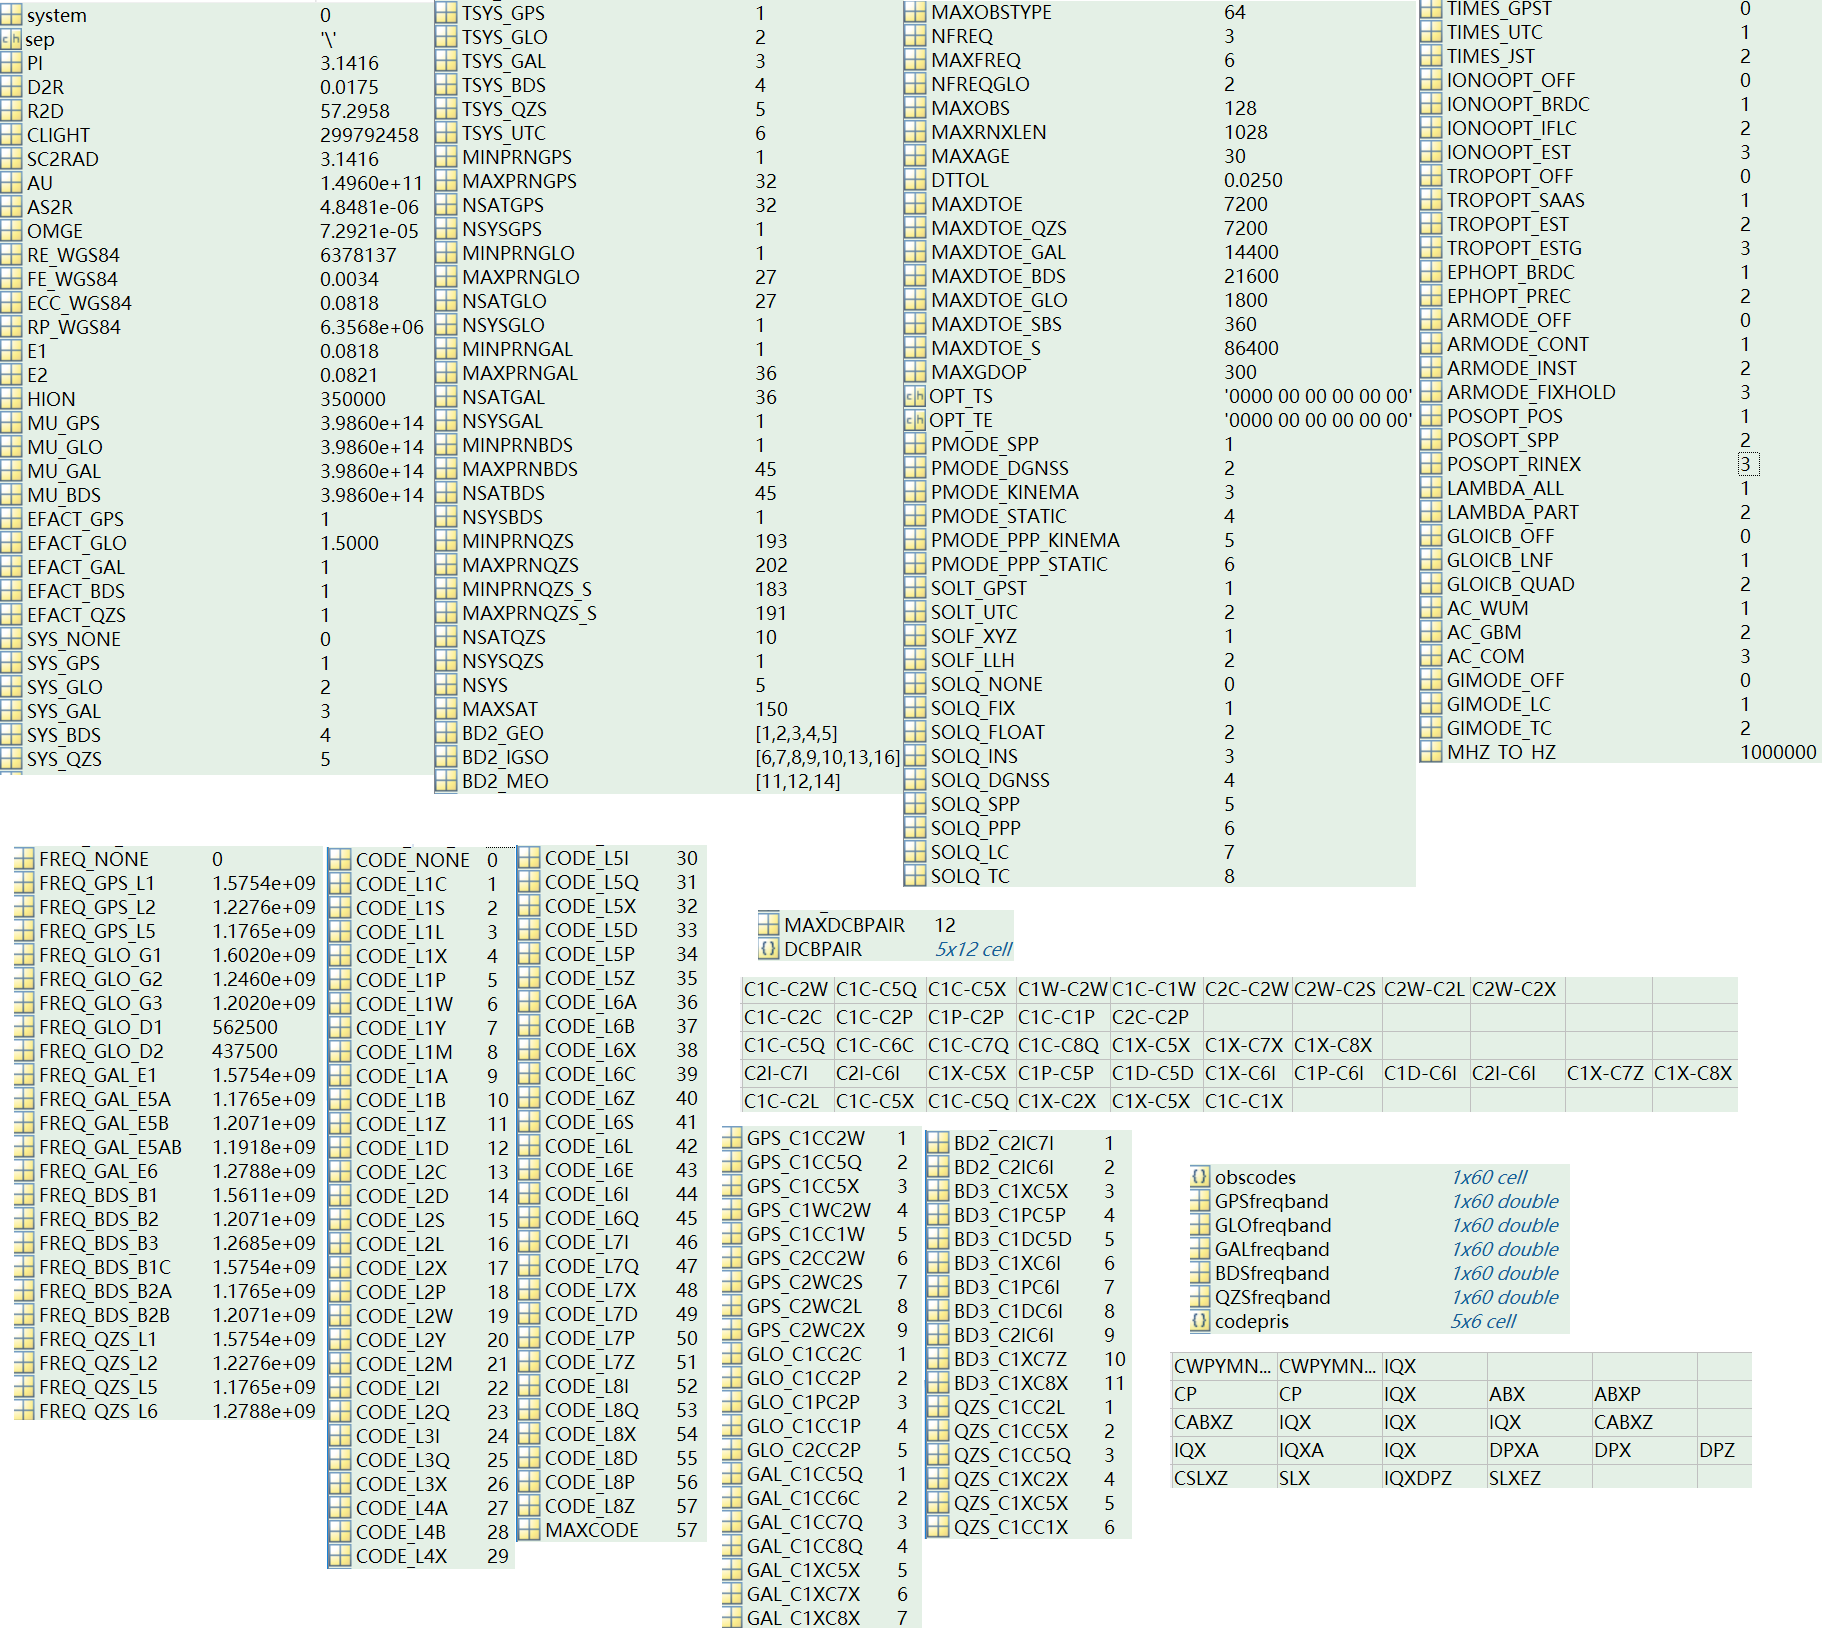 system 0
sep '\'
PI 3.1416
D2R 0.0175
R2D 57.2958
CLIGHT 299792458
SC2RAD 3.1416
AU 1.4960e+11
AS2R 4.8481e-06
OMGE 7.2921e-05
RE_WGS84 6378137
FE_WGS84 0.0034
ECC_WGS84 0.0818
RP_WGS84 6.3568e+06
E1 0.0818
E2 0.0821
HION 350000
MU_GPS 3.9860e+14
MU_GLO 3.9860e+14
MU_GAL 3.9860e+14
MU_BDS 3.9860e+14
EFACT_GPS 1
EFACT_GLO 1.5000
EFACT_GAL 1
EFACT_BDS 1
EFACT_QZS 1
SYS_NONE 0
SYS_GPS 1
SYS_GLO 2
SYS_GAL 3
SYS_BDS 4
SYS_QZS 5
TSYS_GPS 1
TSYS_GLO 2
TSYS_GAL 3
TSYS_BDS 4
TSYS_QZS 5
TSYS_UTC 6
MINPRNGPS 1
MAXPRNGPS 32
NSATGPS 32
NSYSGPS 1
MINPRNGLO 1
MAXPRNGLO 27
NSATGLO 27
NSYSGLO 1
MINPRNGAL 1
MAXPRNGAL 36
NSATGAL 36
NSYSGAL 1
MINPRNBDS 1
MAXPRNBDS 45
NSATBDS 45
NSYSBDS 1
MINPRNQZS 193
MAXPRNQZS 202
MINPRNQZS_S 183
MAXPRNQZS_S 191
NSATQZS 10
NSYSQZS 1
NSYS 5
MAXSAT 150
BD2_GEO [1,2,3,4,5]
BD2_IGSO [6,7,8,9,10,13,16]
BD2_MEO [11,12,14]
MAXOBSTYPE 64
NFREQ 3
MAXFREQ 6
NFREQGLO 2
MAXOBS 128
MAXRNXLEN 1028
MAXAGE 30
DTTOL 0.0250
MAXDTOE 7200
MAXDTOE_QZS 7200
MAXDTOE_GAL 14400
MAXDTOE_BDS 21600
MAXDTOE_GLO 1800
MAXDTOE_SBS 360
MAXDTOE_S 86400
MAXGDOP 300
OPT_TS '0000 00 00 00 00 00'
OPT_TE '0000 00 00 00 00 00'
PMODE_SPP 1
PMODE_DGNSS 2
PMODE_KINEMA 3
PMODE_STATIC 4
PMODE_PPP_KINEMA 5
PMODE_PPP_STATIC 6
SOLT_GPST 1
SOLT_UTC 2
SOLF_XYZ 1
SOLF_LLH 2
SOLQ_NONE 0
SOLQ_FIX 1
SOLQ_FLOAT 2
SOLQ_INS 3
SOLQ_DGNSS 4
SOLQ_SPP 5
SOLQ_PPP 6
SOLQ_LC 7
SOLQ_TC 8
TIMES_GPST 0
TIMES_UTC 1
TIMES_JST 2
IONOOPT_OFF 0
IONOOPT_BRDC 1
IONOOPT_IFLC 2
IONOOPT_EST 3
TROPOPT_OFF 0
TROPOPT_SAAS 1
TROPOPT_EST 2
TROPOPT_ESTG 3
EPHOPT_BRDC 1
EPHOPT_PREC 2
ARMODE_OFF 0
ARMODE_CONT 1
ARMODE_INST 2
ARMODE_FIXHOLD 3
POSOPT_POS 1
POSOPT_SPP 2
POSOPT_RINEX 3
LAMBDA_ALL 1
LAMBDA_PART 2
GLOICB_OFF 0
GLOICB_LNF 1
GLOICB_QUAD 2
AC_WUM 1
AC_GBM 2
AC_COM 3
GIMODE_OFF 0
GIMODE_LC 1
GIMODE_TC 2
MHZ_TO_HZ 1000000
FREQ_NONE 0
FREQ_GPS_L1 1.5754e+09
FREQ_GPS_L2 1.2276e+09
FREQ_GPS_L5 1.1765e+09
FREQ_GLO_G1 1.6020e+09
FREQ_GLO_G2 1.2460e+09
FREQ_GLO_G3 1.2020e+09
FREQ_GLO_D1 562500
FREQ_GLO_D2 437500
FREQ_GAL_E1 1.5754e+09
FREQ_GAL_E5A 1.1765e+09
FREQ_GAL_E5B 1.2071e+09
FREQ_GAL_E5AB 1.1918e+09
FREQ_GAL_E6 1.2788e+09
FREQ_BDS_B1 1.5611e+09
FREQ_BDS_B2 1.2071e+09
FREQ_BDS_B3 1.2685e+09
FREQ_BDS_B1C 1.5754e+09
FREQ_BDS_B2A 1.1765e+09
FREQ_BDS_B2B 1.2071e+09
FREQ_QZS_L1 1.5754e+09
FREQ_QZS_L2 1.2276e+09
FREQ_QZS_L5 1.1765e+09
FREQ_QZS_L6 1.2788e+09
CODE_NONE 0
CODE_L1C 1
CODE_L1S 2
CODE_L1L 3
CODE_L1X 4
CODE_L1P 5
CODE_L1W 6
CODE_L1Y 7
CODE_L1M 8
CODE_L1A 9
CODE_L1B 10
CODE_L1Z 11
CODE_L1D 12
CODE_L2C 13
CODE_L2D 14
CODE_L2S 15
CODE_L2L 16
CODE_L2X 17
CODE_L2P 18
CODE_L2W 19
CODE_L2Y 20
CODE_L2M 21
CODE_L2I 22
CODE_L2Q 23
CODE_L3I 24
CODE_L3Q 25
CODE_L3X 26
CODE_L4A 27
CODE_L4B 28
CODE_L4X 29
CODE_L5I 30
CODE_L5Q 31
CODE_L5X 32
CODE_L5D 33
CODE_L5P 34
CODE_L5Z 35
CODE_L6A 36
CODE_L6B 37
CODE_L6X 38
CODE_L6C 39
CODE_L6Z 40
CODE_L6S 41
CODE_L6L 42
CODE_L6E 43
CODE_L6I 44
CODE_L6Q 45
CODE_L7I 46
CODE_L7Q 47
CODE_L7X 48
CODE_L7D 49
CODE_L7P 50
CODE_L7Z 51
CODE_L8I 52
CODE_L8Q 53
CODE_L8X 54
CODE_L8D 55
CODE_L8P 56
CODE_L8Z 57
MAXCODE 57
MAXDCBPAIR 12
DCBPAIR 5x12 cell
C1C-C2W C1C-C5Q C1C-C5X C1W-C2W C1C-C1W C2C-C2W C2W-C2S C2W-C2L C2W-C2X
C1C-C2C C1C-C2P C1P-C2P C1C-C1P C2C-C2P
C1C-C5Q C1C-C6C C1C-C7Q C1C-C8Q C1X-C5X C1X-C7X C1X-C8X
C2I-C7I C2I-C6I C1X-C5X C1P-C5P C1D-C5D C1X-C6I C1P-C6I C1D-C6I C2I-C6I C1X-C7Z C1X-C8X
C1C-C2L C1C-C5X C1C-C5Q C1X-C2X C1X-C5X C1C-C1X
GPS_C1CC2W 1
GPS_C1CC5Q 2
GPS_C1CC5X 3
GPS_C1WC2W 4
GPS_C1CC1W 5
GPS_C2CC2W 6
GPS_C2WC2S 7
GPS_C2WC2L 8
GPS_C2WC2X 9
GLO_C1CC2C 1
GLO_C1CC2P 2
GLO_C1PC2P 3
GLO_C1CC1P 4
GLO_C2CC2P 5
GAL_C1CC5Q 1
GAL_C1CC6C 2
GAL_C1CC7Q 3
GAL_C1CC8Q 4
GAL_C1XC5X 5
GAL_C1XC7X 6
GAL_C1XC8X 7
BD2_C2IC7I 1
BD2_C2IC6I 2
BD3_C1XC5X 3
BD3_C1PC5P 4
BD3_C1DC5D 5
BD3_C1XC6I 6
BD3_C1PC6I 7
BD3_C1DC6I 8
BD3_C2IC6I 9
BD3_C1XC7Z 10
BD3_C1XC8X 11
QZS_C1CC2L 1
QZS_C1CC5X 2
QZS_C1CC5Q 3
QZS_C1XC2X 4
QZS_C1XC5X 5
QZS_C1CC1X 6
obscodes 1x60 cell
GPSfreqband 1x60 double
GLOfreqband 1x60 double
GALfreqband 1x60 double
BDSfreqband 1x60 double
QZSfreqband 1x60 double
codepris 5x6 cell
CWPYMN... CWPYMN... IQX
CP CP IQX ABX ABXP
CABXZ IQX IQX IQX CABXZ
IQX IQXA IQX DPXA DPX DPZ
CSLXZ SLX IQXDPZ SLXEZ